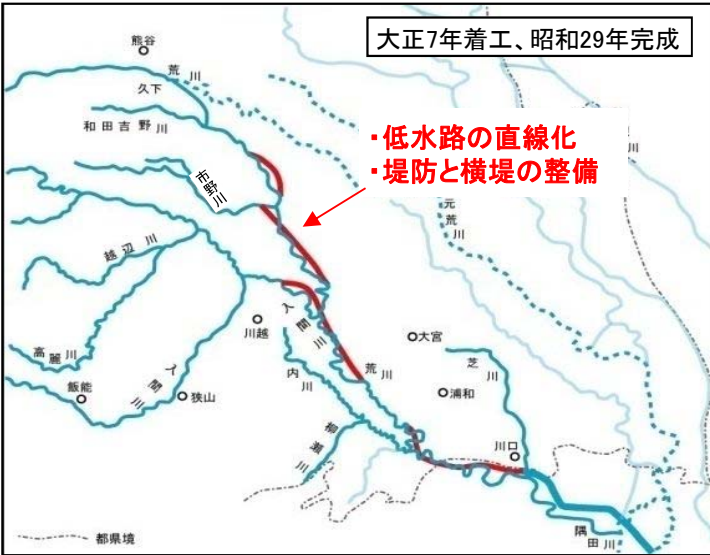 大正7年着工、昭和29年完成
・低水路の直線化
・堤防と横堤の整備
熊谷
荒川
久下
和田吉野川
市野川
越辺川
高麗川
飯能
入間川
狭山
川越
入間川
内川
柳瀬川
荒川
大宮
浦和
芝川
川口
元荒川
川
隅田川
都県境